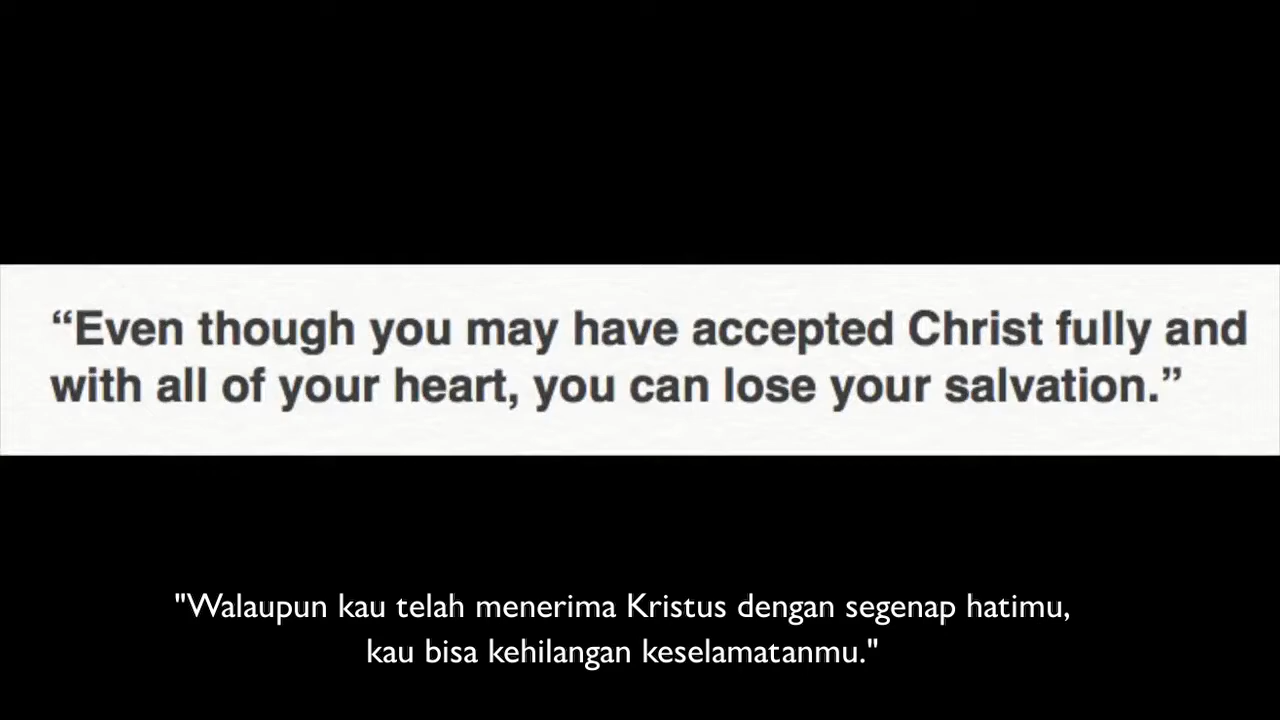 “Even though you may have accepted Christ fully and
with all of your heart, you can lose your salvation.”
"Walaupun kau telah menerima Kristus dengan segenap hatimu,
kau bisa kehilangan keselamatanmu."